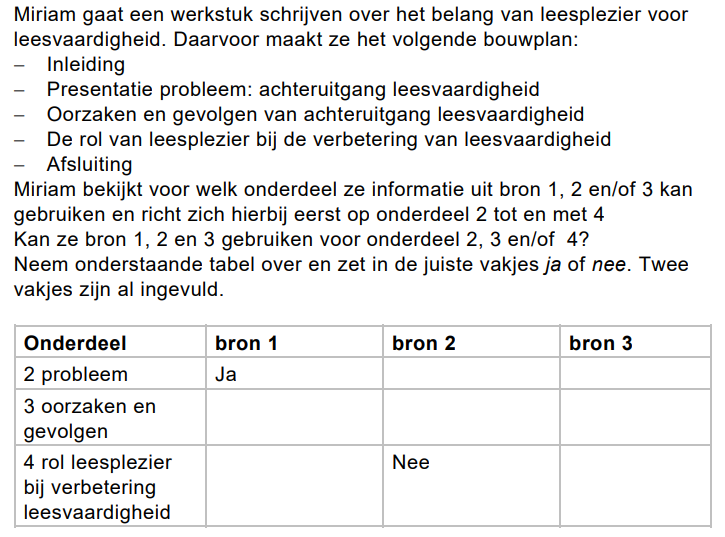 Miriam gaat een werkstuk schrijven over het belang van leesplezier voor
leesvaardigheid. Daarvoor maakt ze het volgende bouwplan:
– Inleiding
– Presentatie probleem: achteruitgang leesvaardigheid
– Oorzaken en gevolgen van achteruitgang leesvaardigheid
– De rol van leesplezier bij de verbetering van leesvaardigheid
– Afsluiting
Miriam bekijkt voor welk onderdeel ze informatie uit bron 1, 2 en/of 3 kan
gebruiken en richt zich hierbij eerst op onderdeel 2 tot en met 4
Kan ze bron 1, 2 en 3 gebruiken voor onderdeel 2, 3 en/of 4?
Neem onderstaande tabel over en zet in de juiste vakjes ja of nee. Twee
vakjes zijn al ingevuld.
Onderdeel bron 1 bron 2 bron 3
2 probleem Ja
3 oorzaken en
gevolgen
4 rol leesplezier Nee
bij verbetering
leesvaardigheid